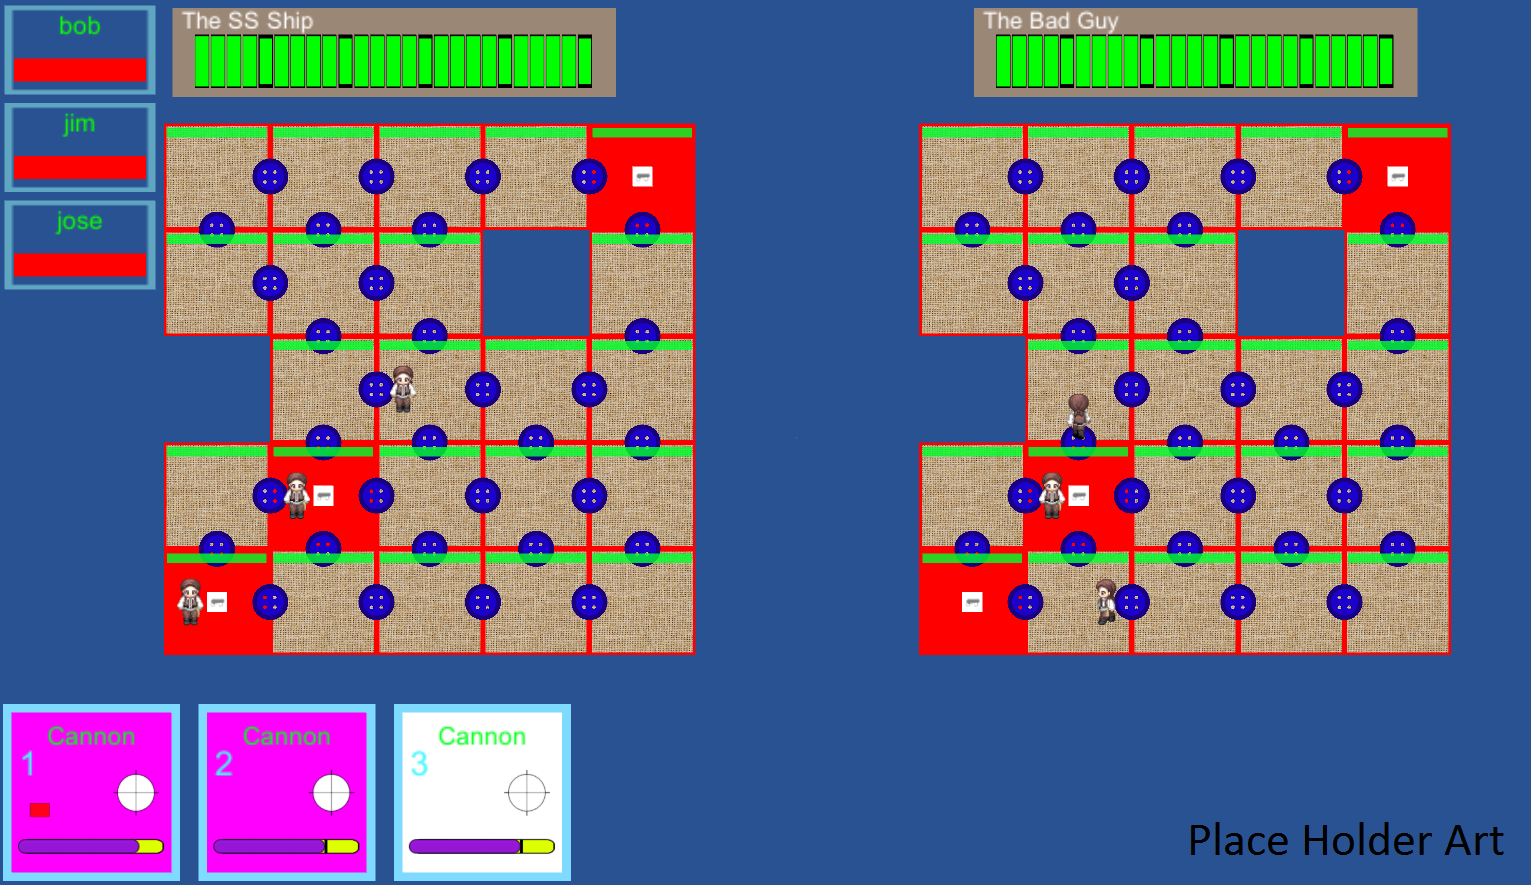 bob
The SS Ship
The Bad Guy
jim
jose
Cannon
1
Cannon
2
Cannon
3
Place Holder Art